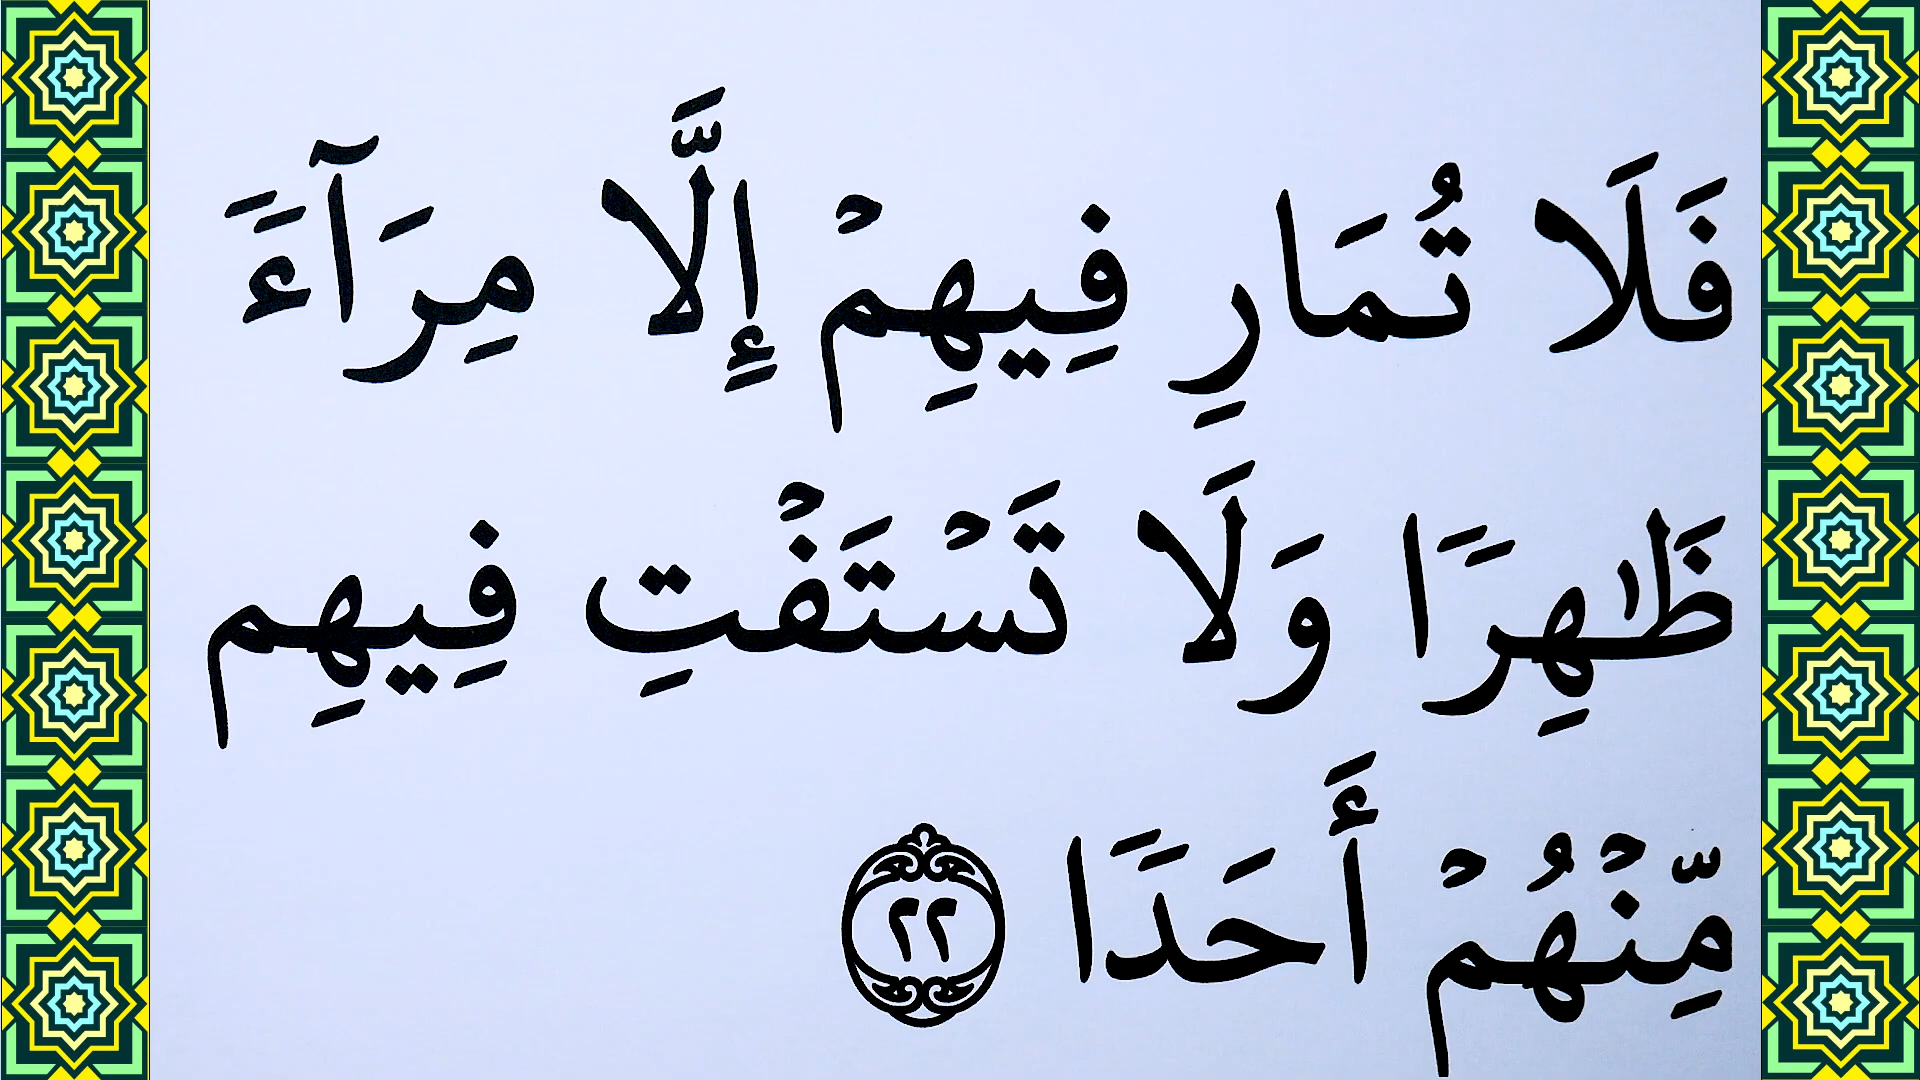 فَلَا تُمَارِ فِيهِمْ إِلَّا مِرَآءً
ظَٰهِرًا وَلَا تَسْتَفْتِ فِيهِم
مِّنْهُمْ أَحَدًا ٢٢